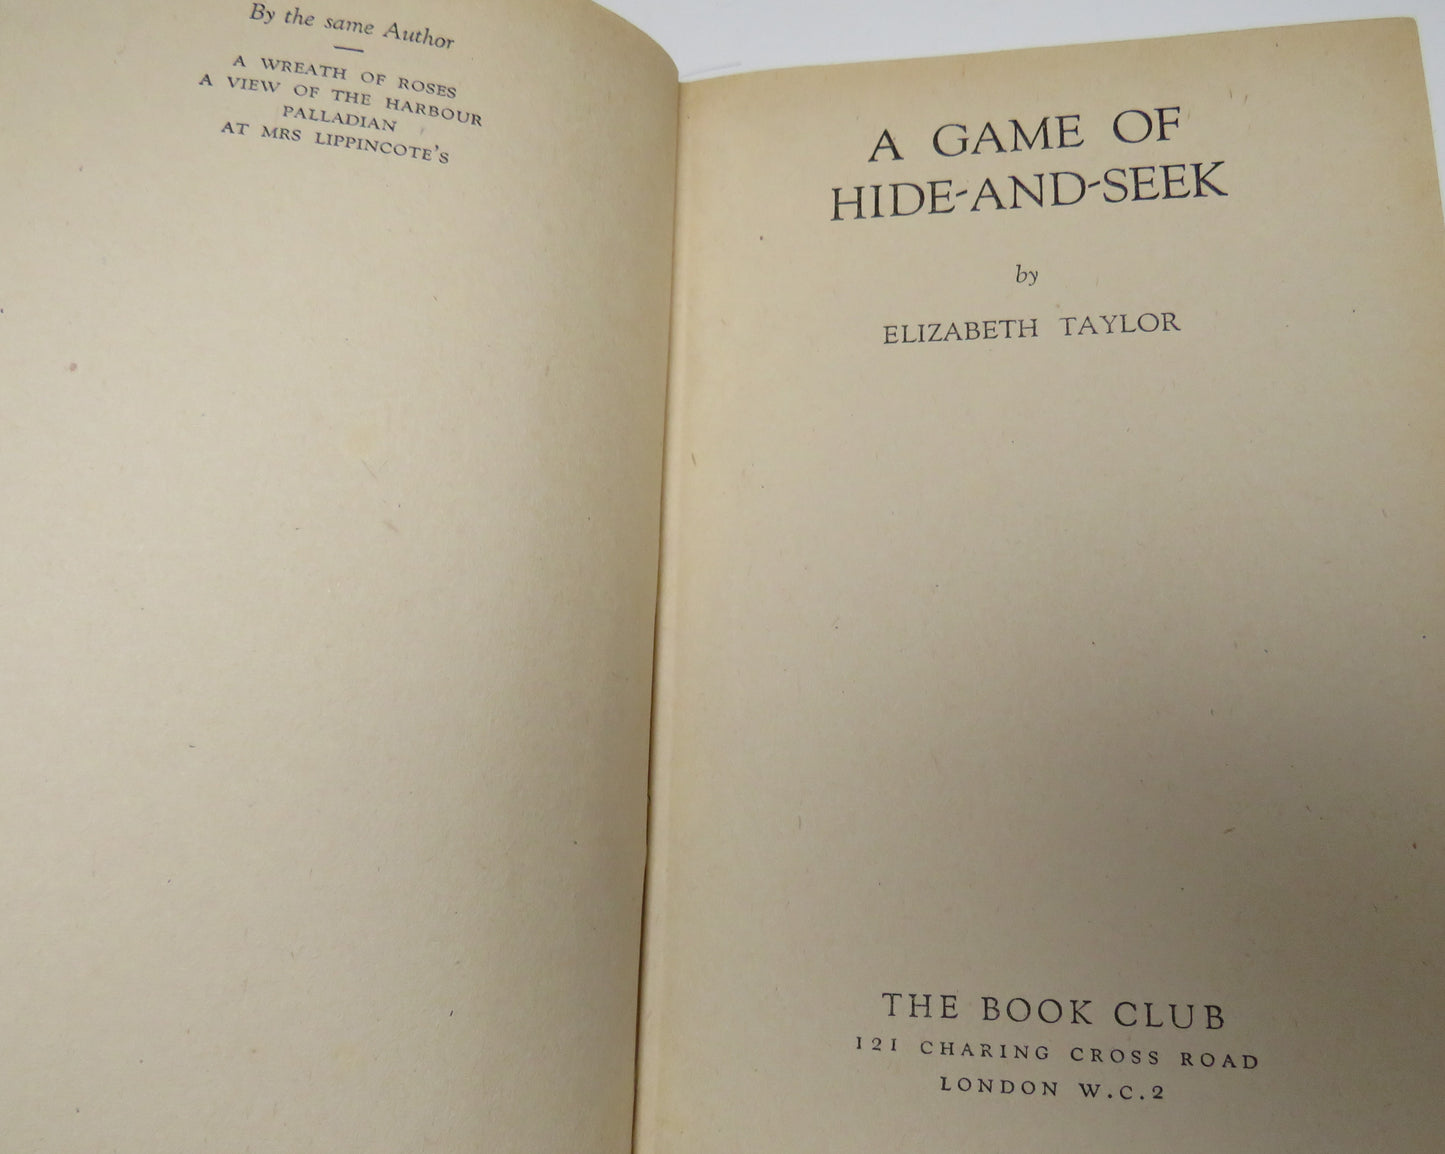 By the same Author
A WREATH OF ROSES
A VIEW OF THE HARBOUR
PALLADIAN
AT MRS LIPPINCOTE'S
A GAME OF
HIDE-AND-SEEK
by
ELIZABETH TAYLOR
THE BOOK CLUB
121 CHARING CROSS ROAD
LONDON W.C.2